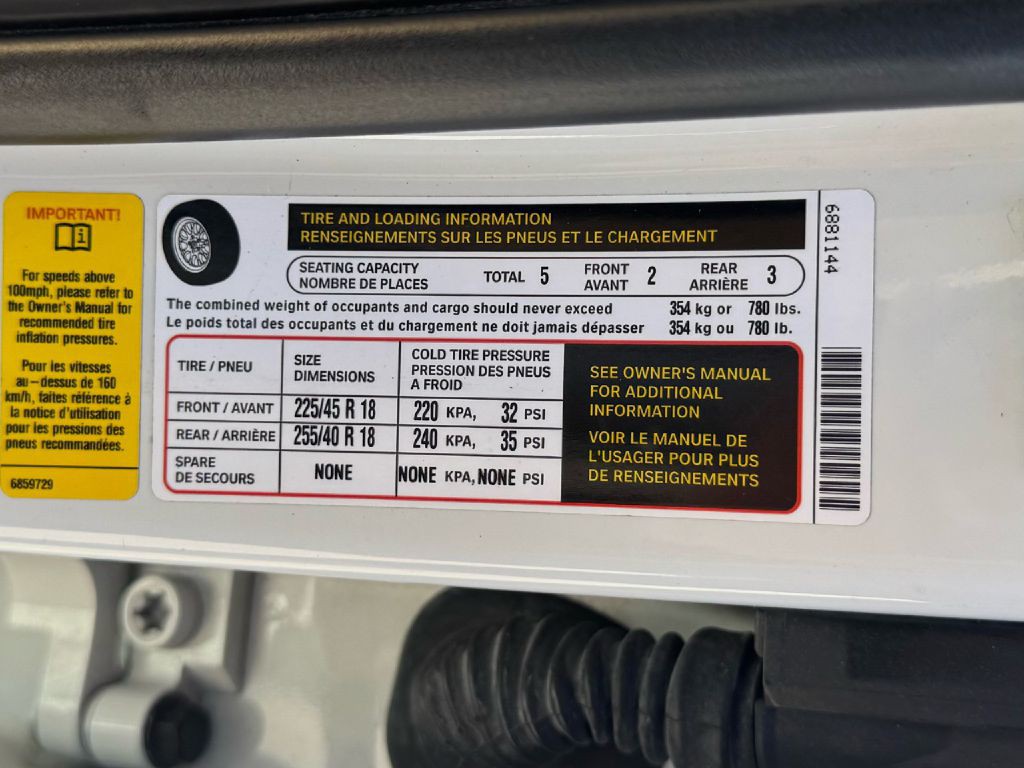 IMPORTANT!
For speeds above
100mph, please refer to
the Owner's Manual for
recommended tire
inflation pressures.
Pour les vitesses
au-dessus de 160
km/h, faites référence à
la notice d'utilisation
pour les pressions des
pneus recommandées.
6859729
TIRE AND LOADING INFORMATION
RENSEIGNEMENTS SUR LES PNEUS ET LE CHARGEMENT
SEATING CAPACITY
NOMBRE DE PLACES
TOTAL 5
FRONT
AVANT 2
REAR
ARRIÈRE 3
The combined weight of occupants and cargo should never exceed 354 kg or 780 lbs.
Le poids total des occupants et du chargement ne doit jamais dépasser 354 kg ou 780 lb.
TIRE / PNEU
SIZE
DIMENSIONS
COLD TIRE PRESSURE
PRESSION DES PNEUS
A FROID
FRONT / AVANT 225/45 R 18 220 KPA, 32 PSI
REAR / ARRIÈRE 255/40 R 18 240 KPA, 35 PSI
SPARE
DE SECOURS NONE NONE KPA, NONE PSI
SEE OWNER'S MANUAL
FOR ADDITIONAL
INFORMATION
VOIR LE MANUEL DE
L'USAGER POUR PLUS
DE RENSEIGNEMENTS
6881144